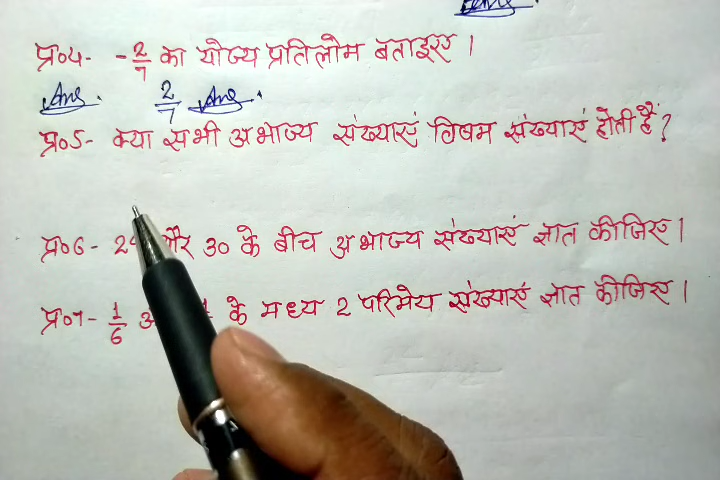 Ans
प्र०4- -2/7 का योज्य प्रतिलोम बताइए ।
Ans. 2/7 Ans.
प्र०5- क्या सभी अभाज्य संख्याएं विषम संख्याएं होती हैं ?
प्र०6- और 30 के बीच अभाज्य संख्याएं ज्ञात कीजिए ।
प्र०7- 1/6 के मध्य 2 परिमेय संख्याएं ज्ञात कीजिए ।